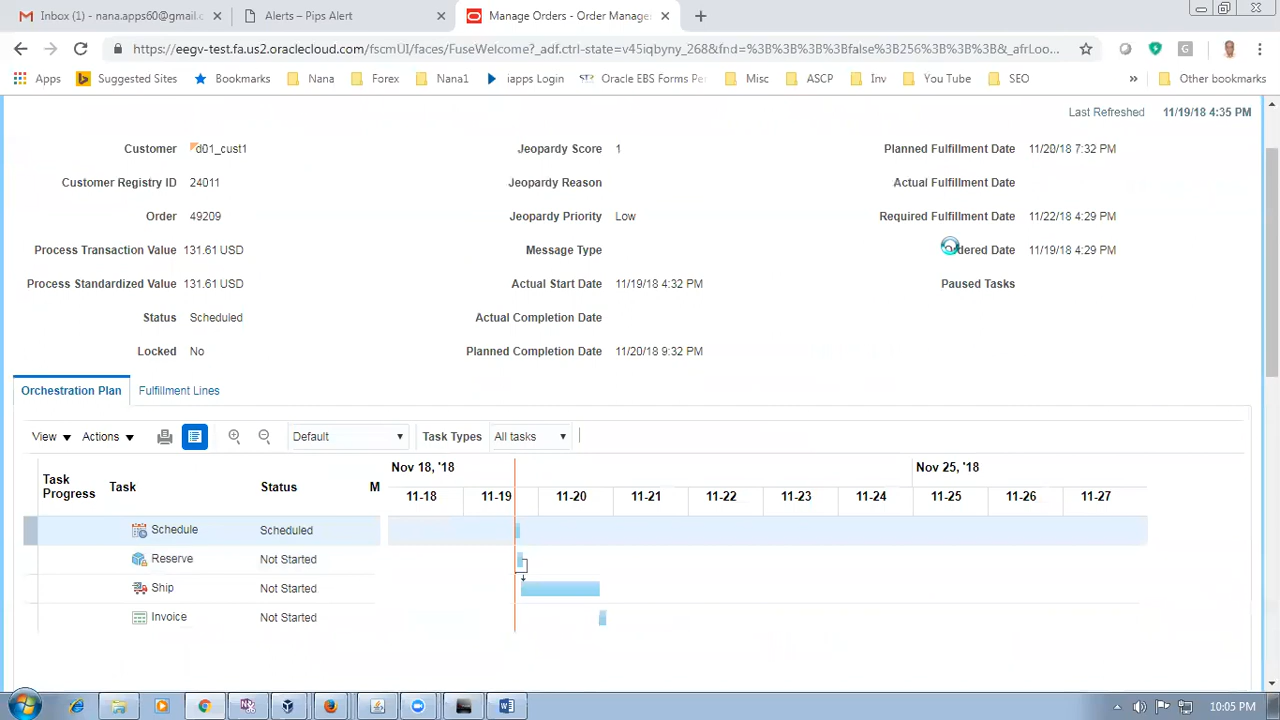 Inbox (1) - nana.apps60@gmail.c
Alerts – Pips Alert
Manage Orders - Order Manage
https://eegv-test.fa.us2.oraclecloud.com/fscmUI/faces/FuseWelcome?_adf.ctrl-state=v45iqbyny_268&fnd=%3B%3B%3B%3Bfalse%3B256%3B%3B%3B&_afrLoo...
Apps Suggested Sites Bookmarks Nana Forex Nana1 iapps Login Oracle EBS Forms Pe Misc ASCP Inv You Tube SEO » Other bookmarks
Last Refreshed 11/19/18 4:35 PM
Customer d01_cust1 Jeopardy Score 1 Planned Fulfillment Date 11/20/18 7:32 PM
Customer Registry ID 24011 Jeopardy Reason Actual Fulfillment Date
Order 49209 Jeopardy Priority Low Required Fulfillment Date 11/22/18 4:29 PM
Process Transaction Value 131.61 USD Message Type Ordered Date 11/19/18 4:29 PM
Process Standardized Value 131.61 USD Actual Start Date 11/19/18 4:32 PM Paused Tasks
Status Scheduled Actual Completion Date
Locked No Planned Completion Date 11/20/18 9:32 PM
Orchestration Plan Fulfillment Lines
View Actions Default Task Types All tasks
Nov 18, '18 Nov 25, '18
Task Progress Task Status M
11-18 11-19 11-20 11-21 11-22 11-23 11-24 11-25 11-26 11-27
Schedule Scheduled
Reserve Not Started
Ship Not Started
Invoice Not Started
10:05 PM